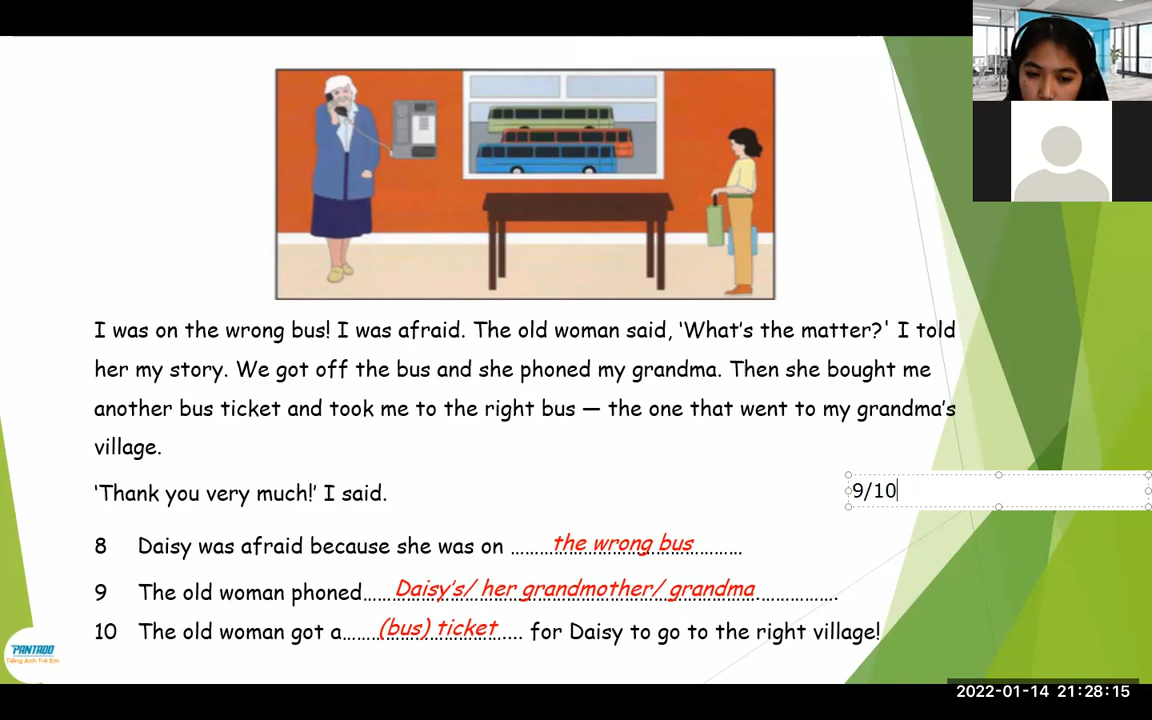 I was on the wrong bus! I was afraid. The old woman said, ‘What’s the matter?' I told
her my story. We got off the bus and she phoned my grandma. Then she bought me
another bus ticket and took me to the right bus — the one that went to my grandma’s
village.
‘Thank you very much!’ I said.
9/10
8 Daisy was afraid because she was on ......... the wrong bus .........
9 The old woman phoned...... Daisy’s/ her grandmother/ grandma ...............
10 The old woman got a........ (bus) ticket ..... for Daisy to go to the right village!
PANTADO
Tiếng Anh Trẻ Em
2022-01-14 21:28:15